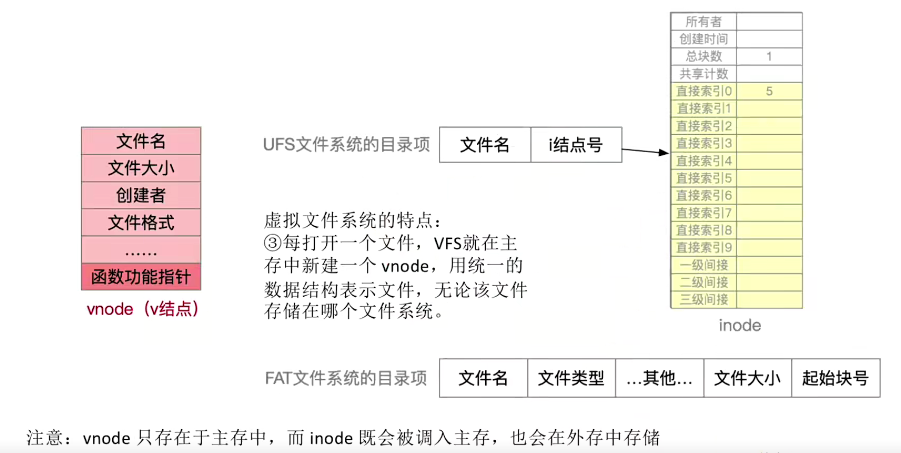 所有者
创建时间
总块数 1
共享计数
直接索引0 5
直接索引1
直接索引2
直接索引3
直接索引4
直接索引5
直接索引6
直接索引7
直接索引8
直接索引9
一级间接
二级间接
三级间接
inode
文件名
文件大小
创建者
文件格式
……
函数功能指针
vnode（v结点）
UFS文件系统的目录项 文件名 i结点号
虚拟文件系统的特点：
③每打开一个文件，VFS就在主
存中新建一个 vnode，用统一的
数据结构表示文件，无论该文件
存储在哪个文件系统。
FAT文件系统的目录项 文件名 文件类型 …其他… 文件大小 起始块号
注意：vnode 只存在于主存中，而 inode 既会被调入主存，也会在外存中存储